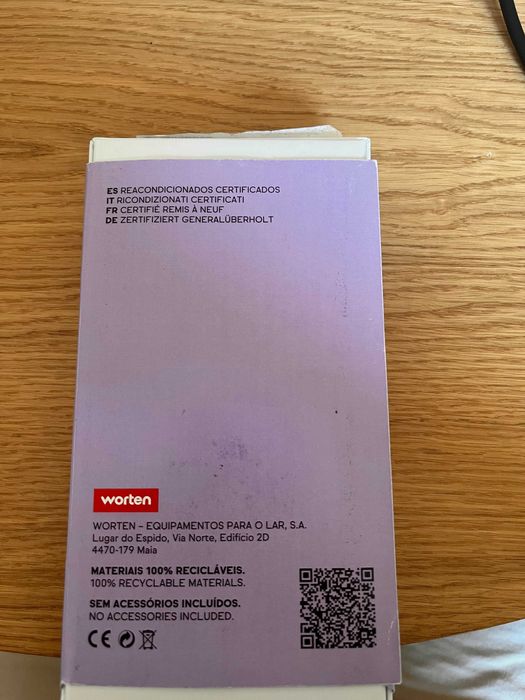 ES REACONDICIONADOS CERTIFICADOS
IT RICONDIZIONATI CERTIFICATI
FR CERTIFIÉ REMIS À NEUF
DE ZERTIFIZIERT GENERALÜBERHOLT
worten
WORTEN - EQUIPAMENTOS PARA O LAR, S.A.
Lugar do Espido, Via Norte, Edifício 2D
4470-179 Maia
MATERIAIS 100% RECICLÁVEIS.
100% RECYCLABLE MATERIALS.
SEM ACESSÓRIOS INCLUÍDOS.
NO ACCESSORIES INCLUDED.
CE